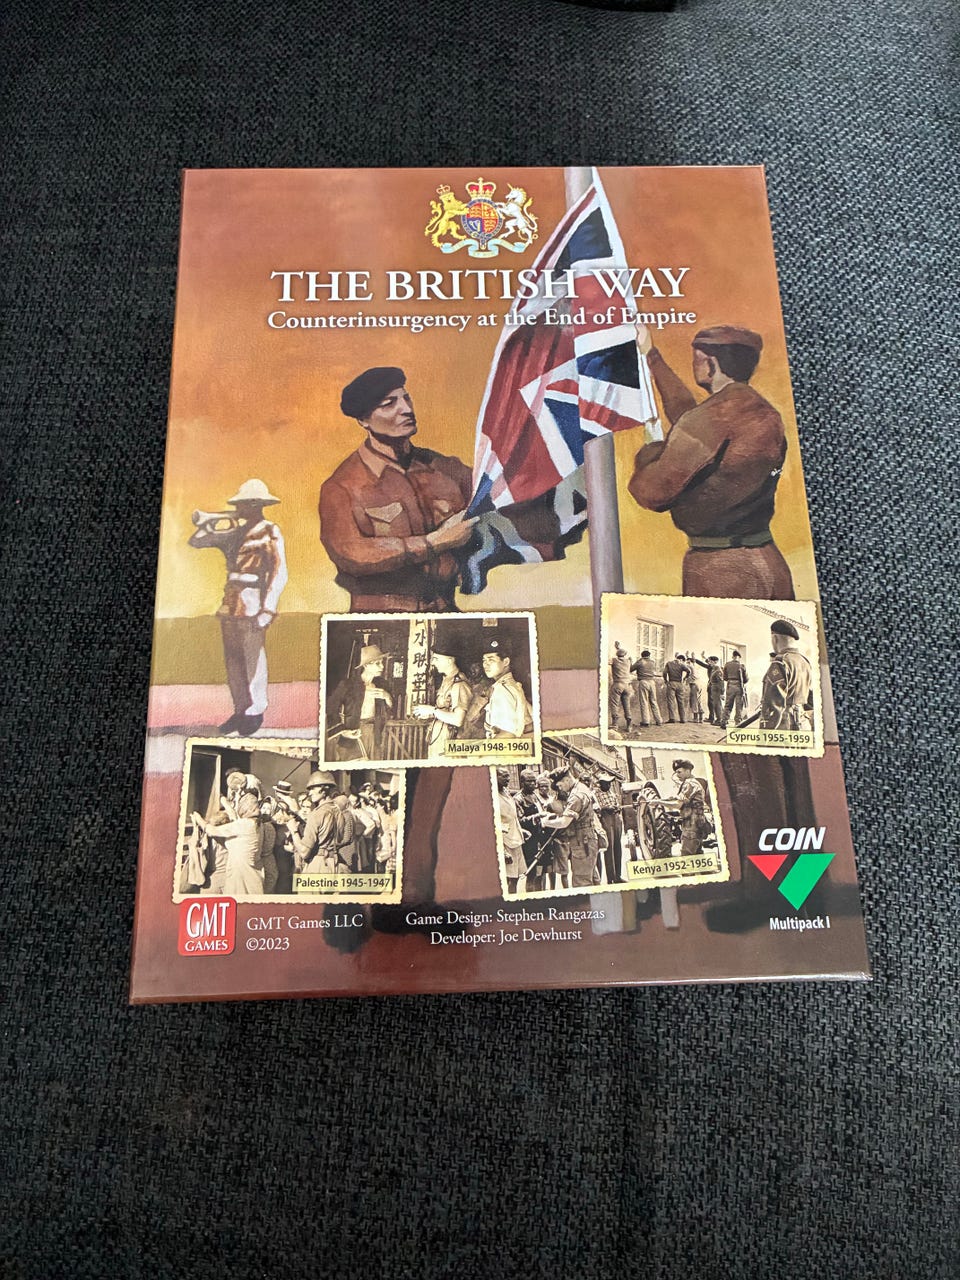 THE BRITISH WAY
Counterinsurgency at the End of Empire
水
Malaya 1948-1960
Cyprus 1955-1959
Palestine 1945-1947
Kenya 1952-1956
COIN
Multipack I
GMT
GAMES
GMT Games LLC
©2023
Game Design: Stephen Rangazas
Developer: Joe Dewhurst